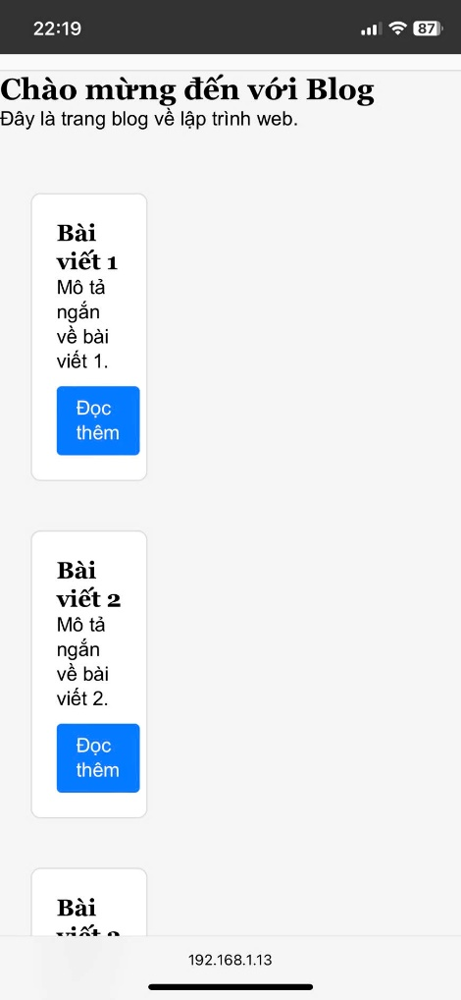 22:19
87
Chào mừng đến với Blog
Đây là trang blog về lập trình web.
Bài
viết 1
Mô tả
ngắn
về bài
viết 1.
Đọc
thêm
Bài
viết 2
Mô tả
ngắn
về bài
viết 2.
Đọc
thêm
Bài
viết 3
192.168.1.13